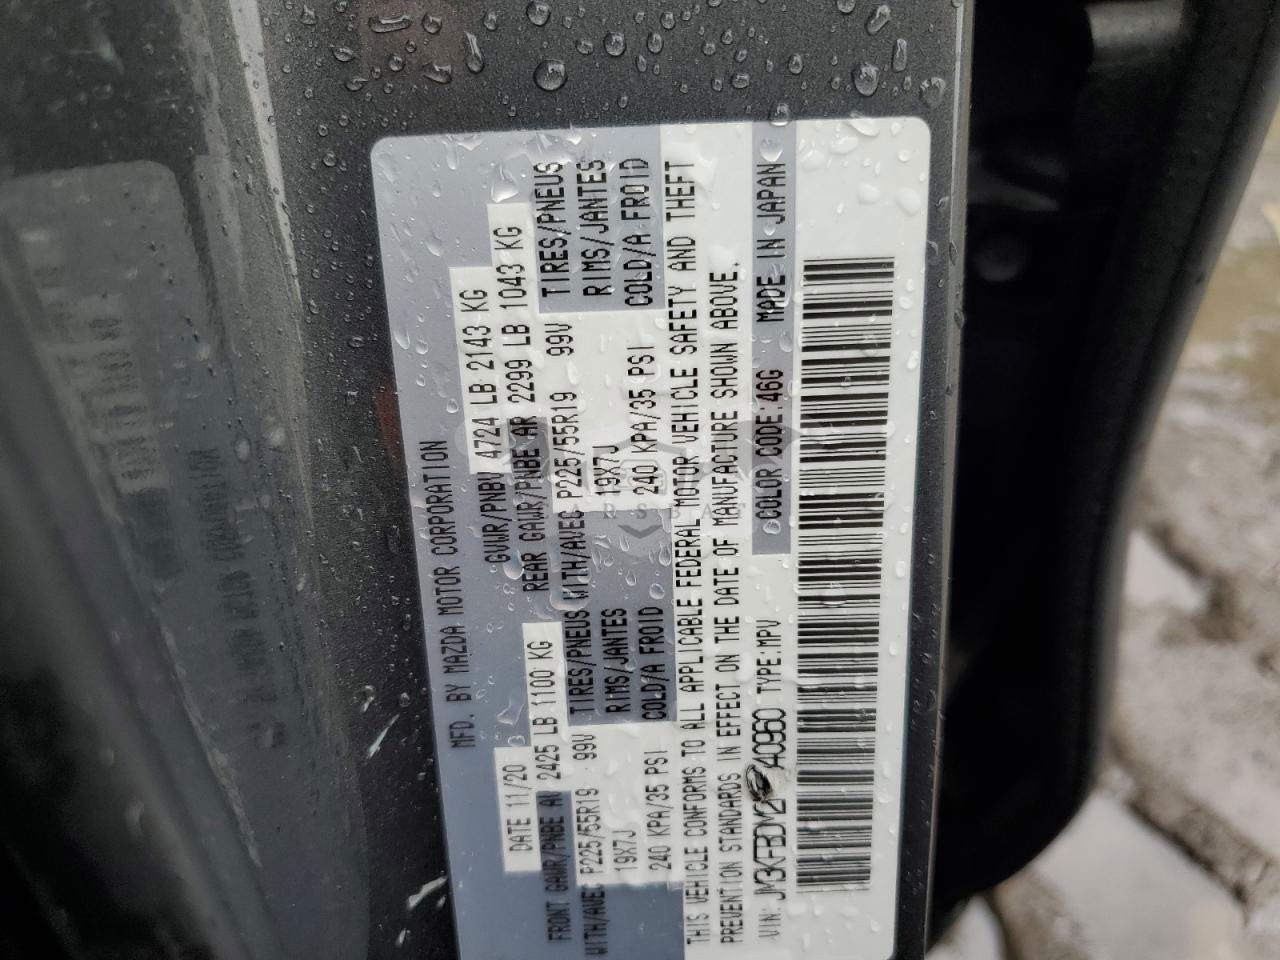 MFD. BY MAZDA MOTOR CORPORATION
DATE 11/20
GVWR/PNBV 4724 LB 2143 KG
FRONT GAWR/PNBE AV 2425 LB 1100 KG
REAR GAWR/PNBE AR 2299 LB 1043 KG
WITH/AVEC P225/55R19 99V TIRES/PNEUS
19X7J RIMS/JANTES
240 KPA/35 PSI COLD/A FROID
WITH/AVEC P225/55R19 99V TIRES/PNEUS
19X7J RIMS/JANTES
240 KPA/35 PSI COLD/A FROID
THIS VEHICLE CONFORMS TO ALL APPLICABLE FEDERAL MOTOR VEHICLE SAFETY AND THEFT
PREVENTION STANDARDS IN EFFECT ON THE DATE OF MANUFACTURE SHOWN ABOVE.
VIN: TYPE:MPV COLOR CODE:46G MADE IN JAPAN